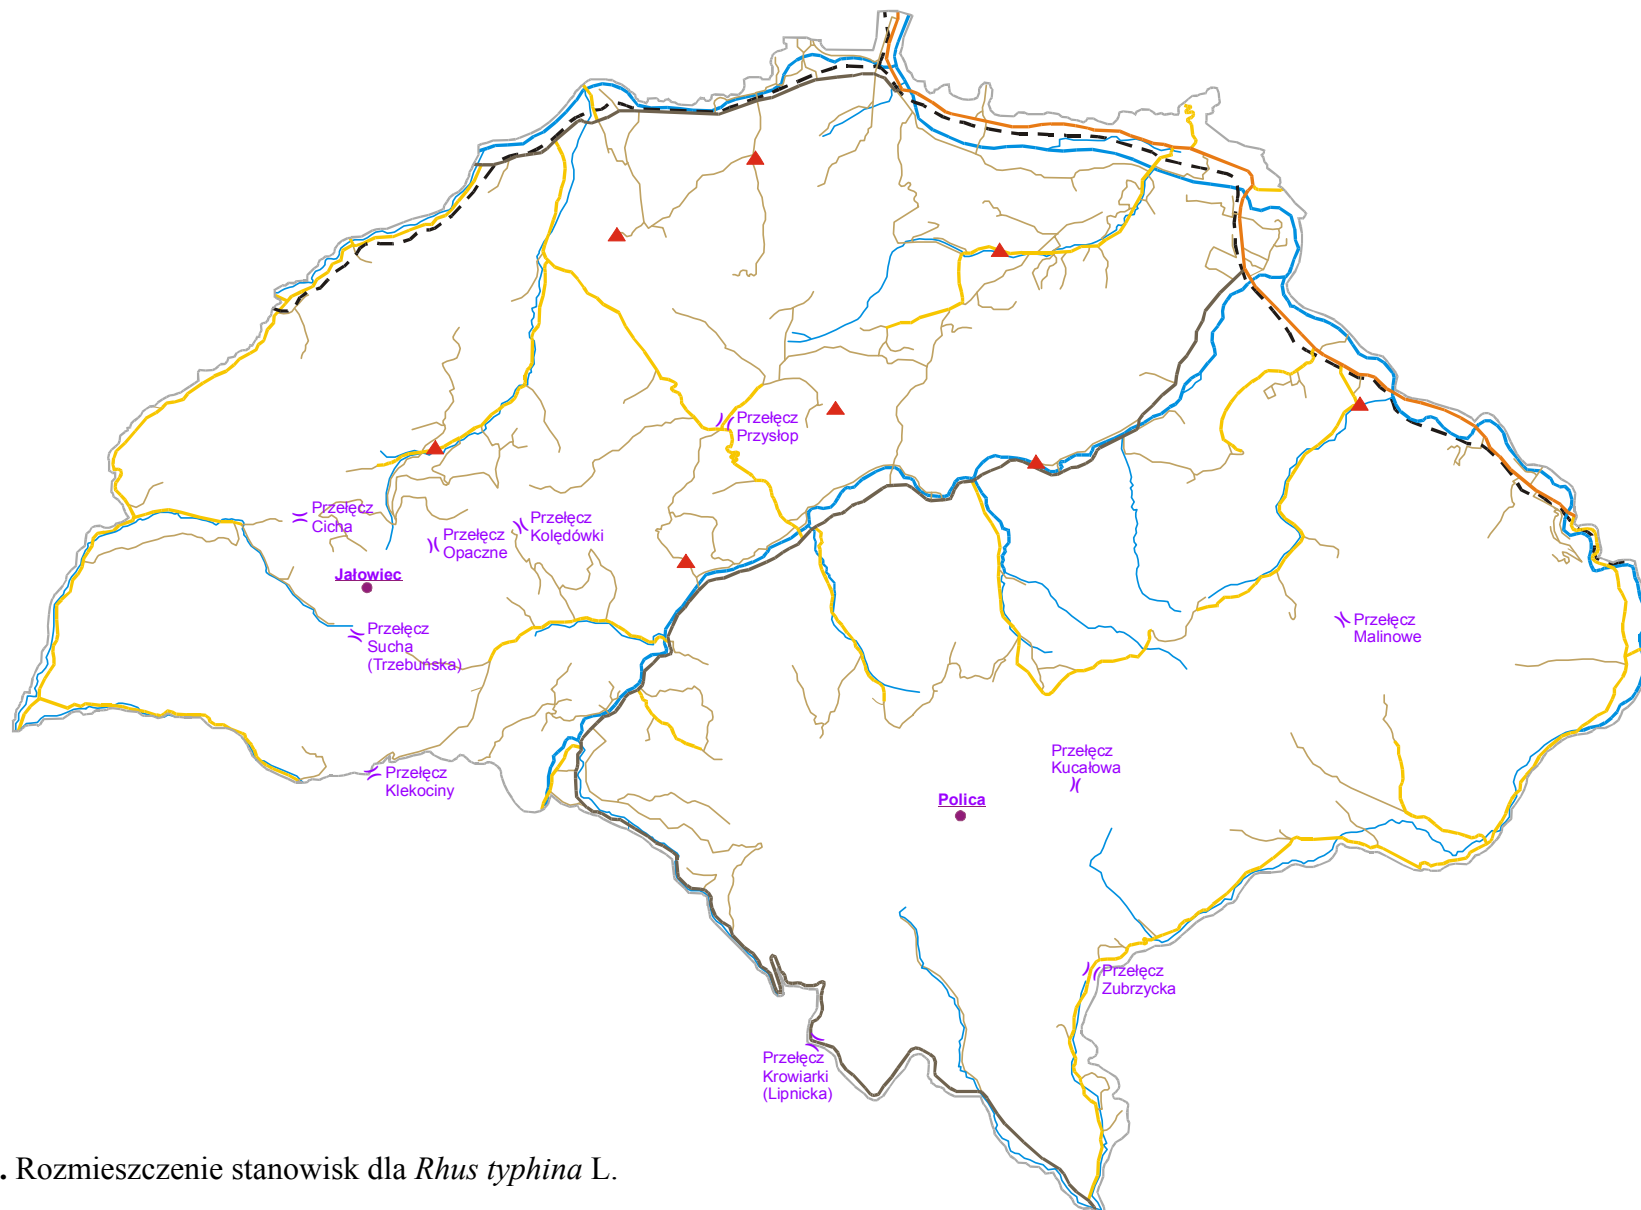 Przełęcz
Przysłop
Przełęcz
Cicha
Przełęcz
Opaczne
Przełęcz
Kolędówki
Jałowiec
Przełęcz
Sucha
(Trzebuńska)
Przełęcz
Malinowe
Przełęcz
Klekociny
Przełęcz
Kucałowa
Polica
Przełęcz
Zubrzycka
Przełęcz
Krowiarki
(Lipnicka)
. Rozmieszczenie stanowisk dla Rhus typhina L.